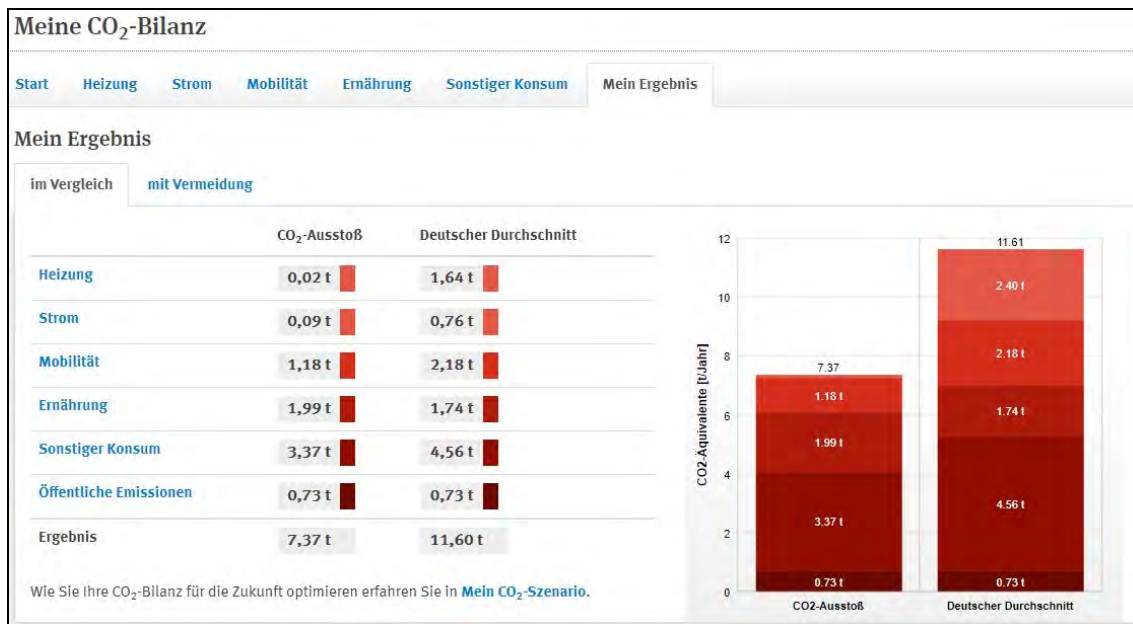 Meine CO₂-Bilanz
Start Heizung Strom Mobilität Ernährung Sonstiger Konsum Mein Ergebnis
Mein Ergebnis
im Vergleich mit Vermeidung
CO₂-Ausstoß Deutscher Durchschnitt
Heizung 0,02 t 1,64 t
Strom 0,09 t 0,76 t
Mobilität 1,18 t 2,18 t
Ernährung 1,99 t 1,74 t
Sonstiger Konsum 3,37 t 4,56 t
Öffentliche Emissionen 0,73 t 0,73 t
Ergebnis 7,37 t 11,60 t
Wie Sie Ihre CO₂-Bilanz für die Zukunft optimieren erfahren Sie in Mein CO₂-Szenario.
CO2-Äquivalente [t/Jahr]
12
10
8
6
4
2
0
7.37
1.18 t
1.99 t
3.37 t
0.73 t
CO2-Ausstoß
11.61
2.40 t
2.18 t
1.74 t
4.56 t
0.73 t
Deutscher Durchschnitt